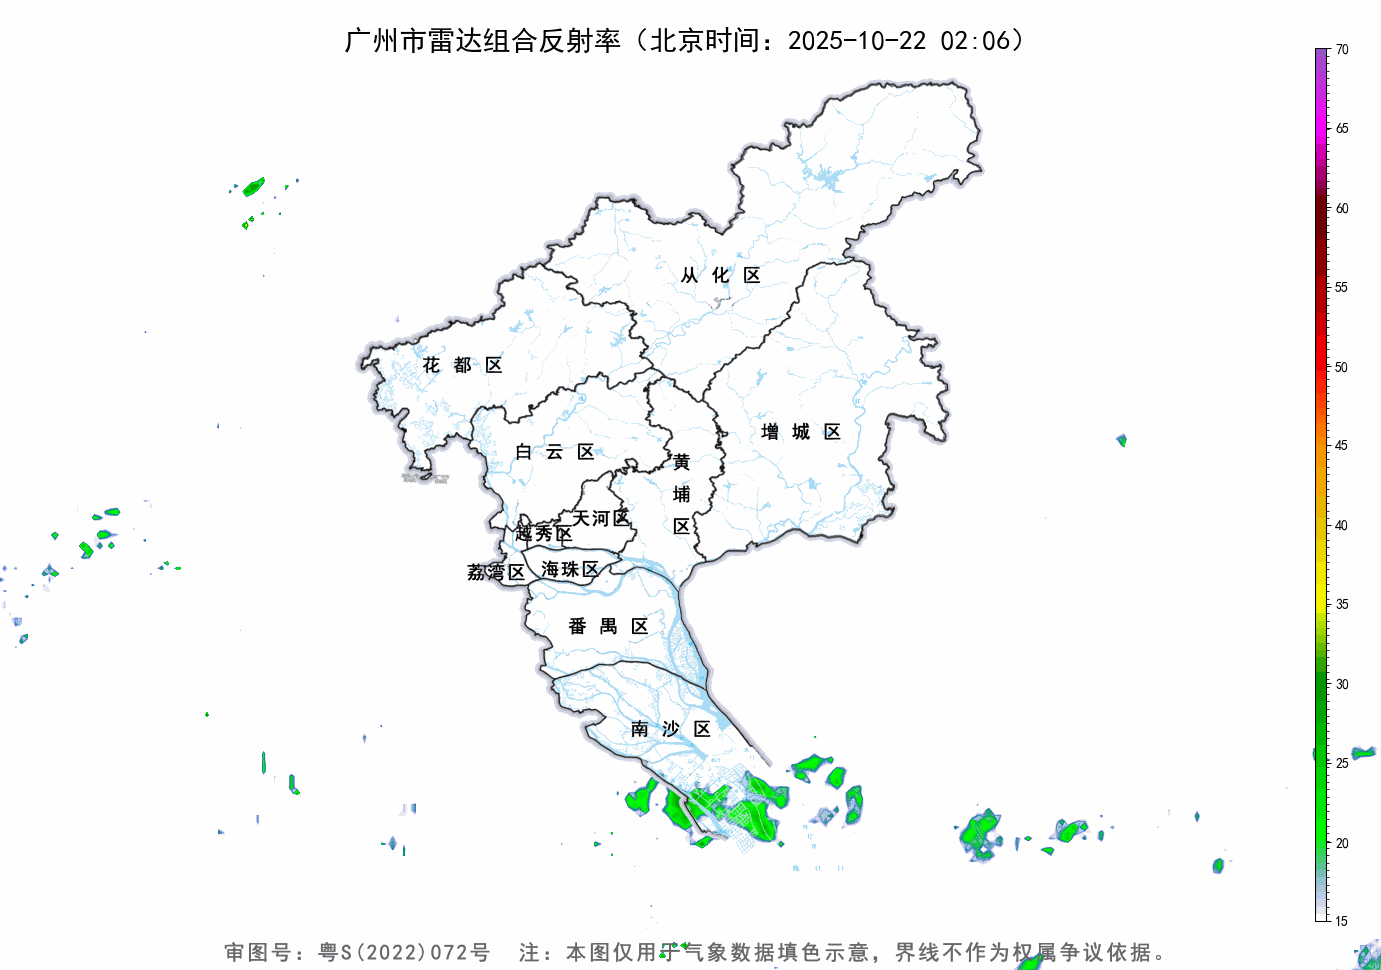 广州市雷达组合反射率（北京时间：2025-10-22 02:06）
70
65
60
55
50
45
40
35
30
25
20
15
从化区
花都区
增城区
白云区
黄埔区
天河区
越秀区
荔湾区
海珠区
番禺区
南沙区
审图号：粤S(2022)072号 注：本图仅用于气象数据填色示意，界线不作为权属争议依据。